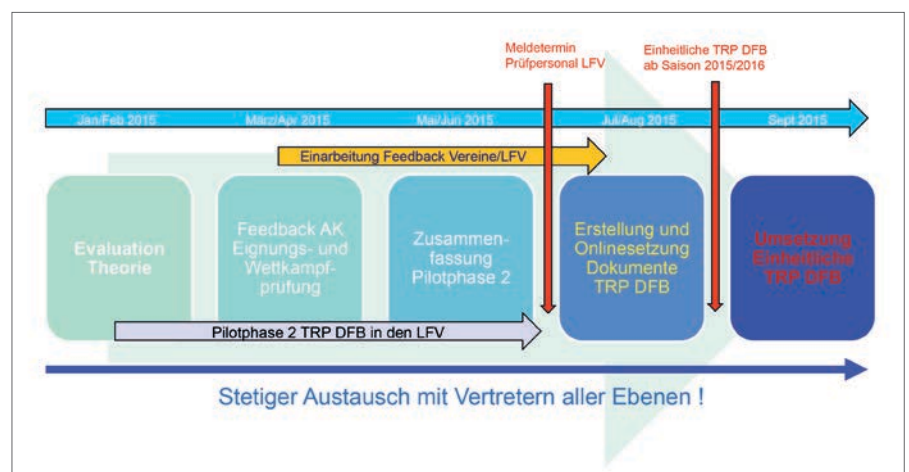 Meldetermin
Prüfpersonal LFV
Einheitliche TRP DFB
ab Saison 2015/2016
Jan/Feb 2015
März/Apr 2015
Mai/Jun 2015
Jul/Aug 2015
Sept 2015
Einarbeitung Feedback Vereine/LFV
Evaluation
Theorie
Feedback AK
Eignungs- und
Wettkampf-
prüfung
Zusammen-
fassung
Pilotphase 2
Erstellung und
Onlinesetzung
Dokumente
TRP DFB
Umsetzung
Einheitliche
TRP DFB
Pilotphase 2 TRP DFB in den LFV
Stetiger Austausch mit Vertretern aller Ebenen !